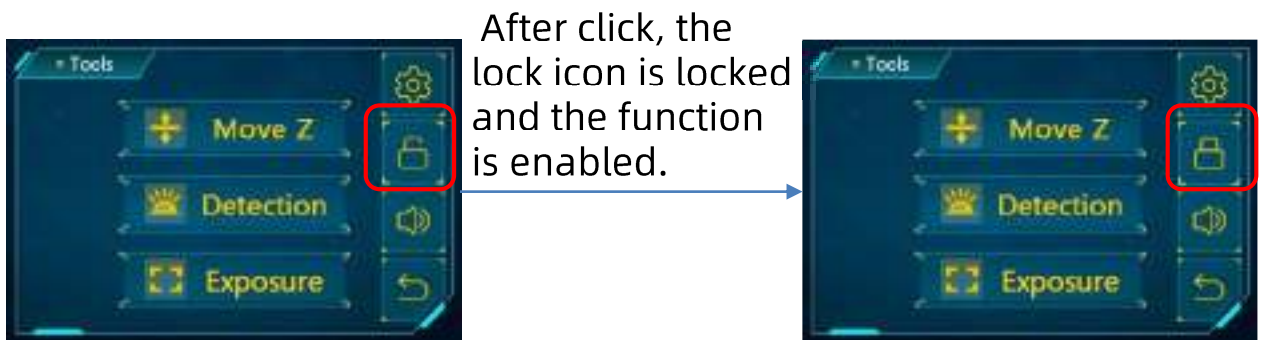 Tools
Move Z
Detection
Exposure
After click, the
lock icon is locked
and the function
is enabled.
Tools
Move Z
Detection
Exposure